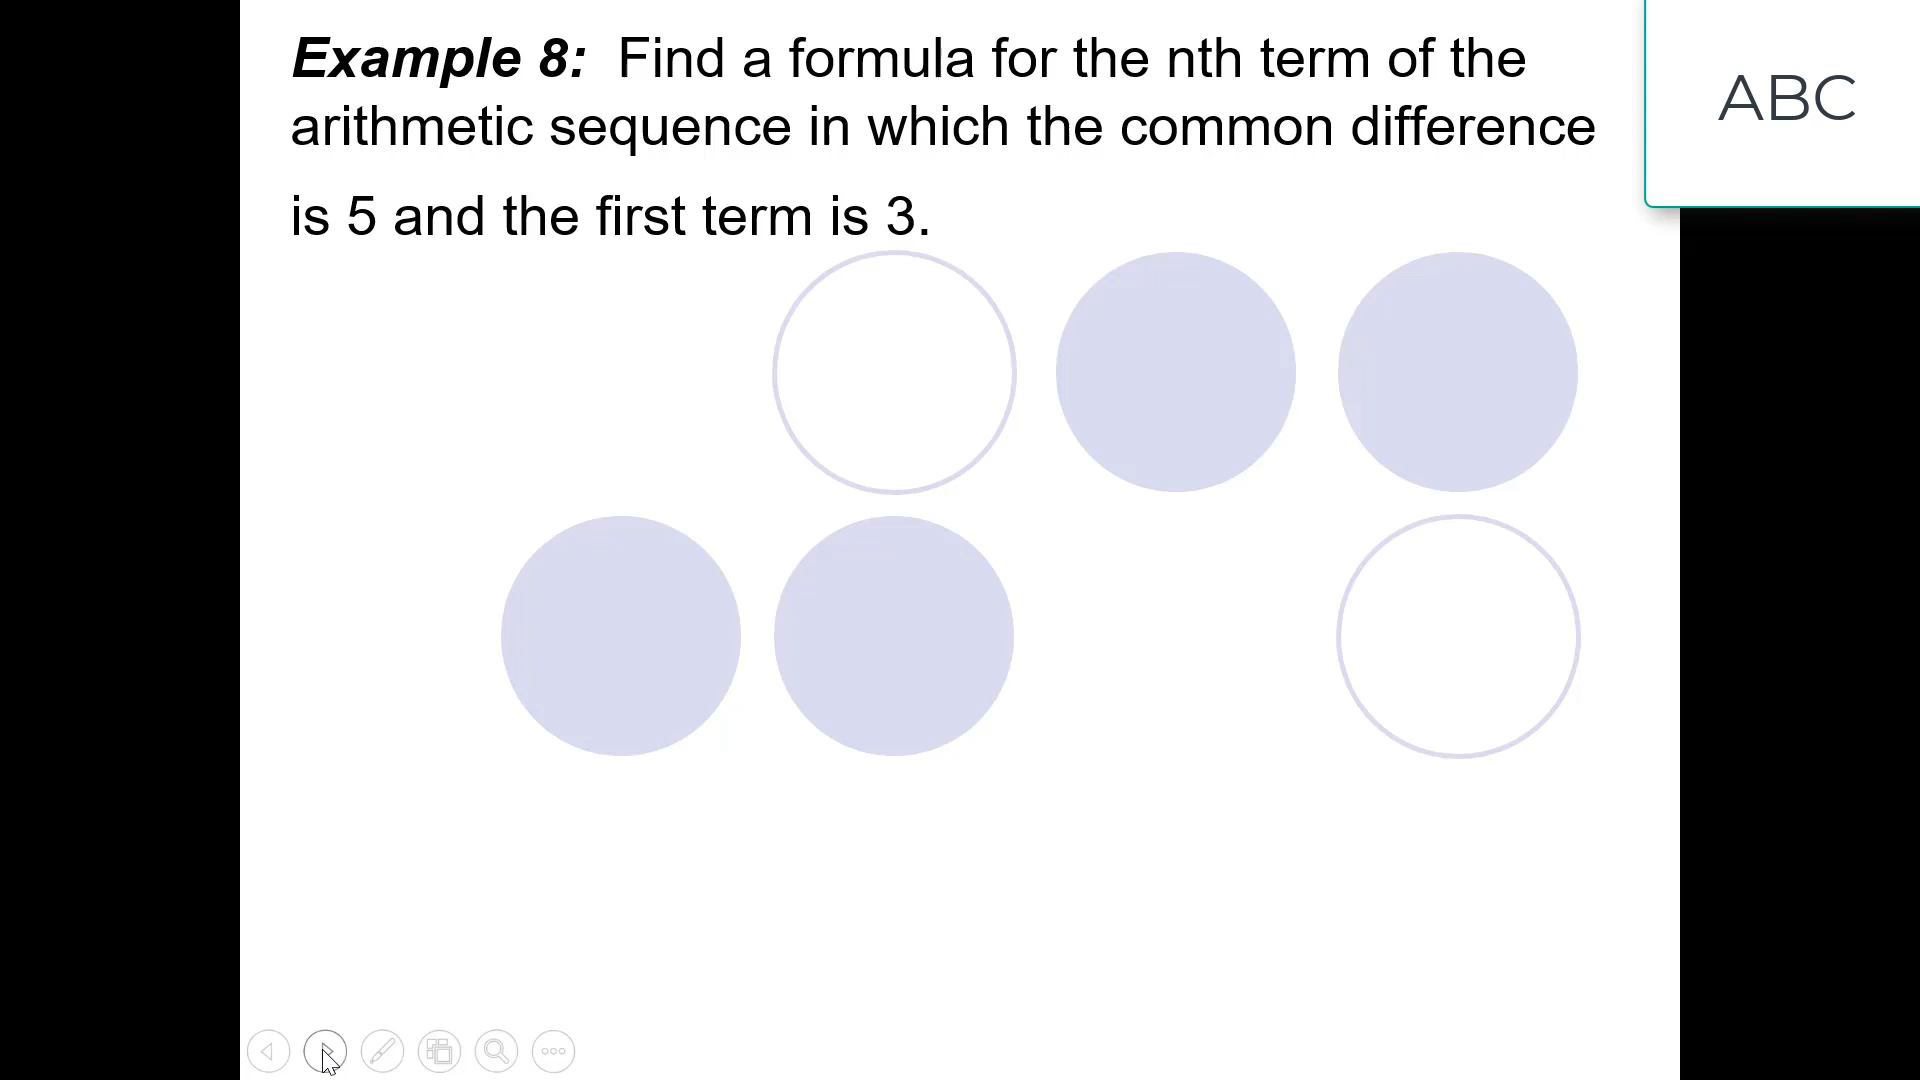 Example 8: Find a formula for the nth term of the
arithmetic sequence in which the common difference
is 5 and the first term is 3.
ABC